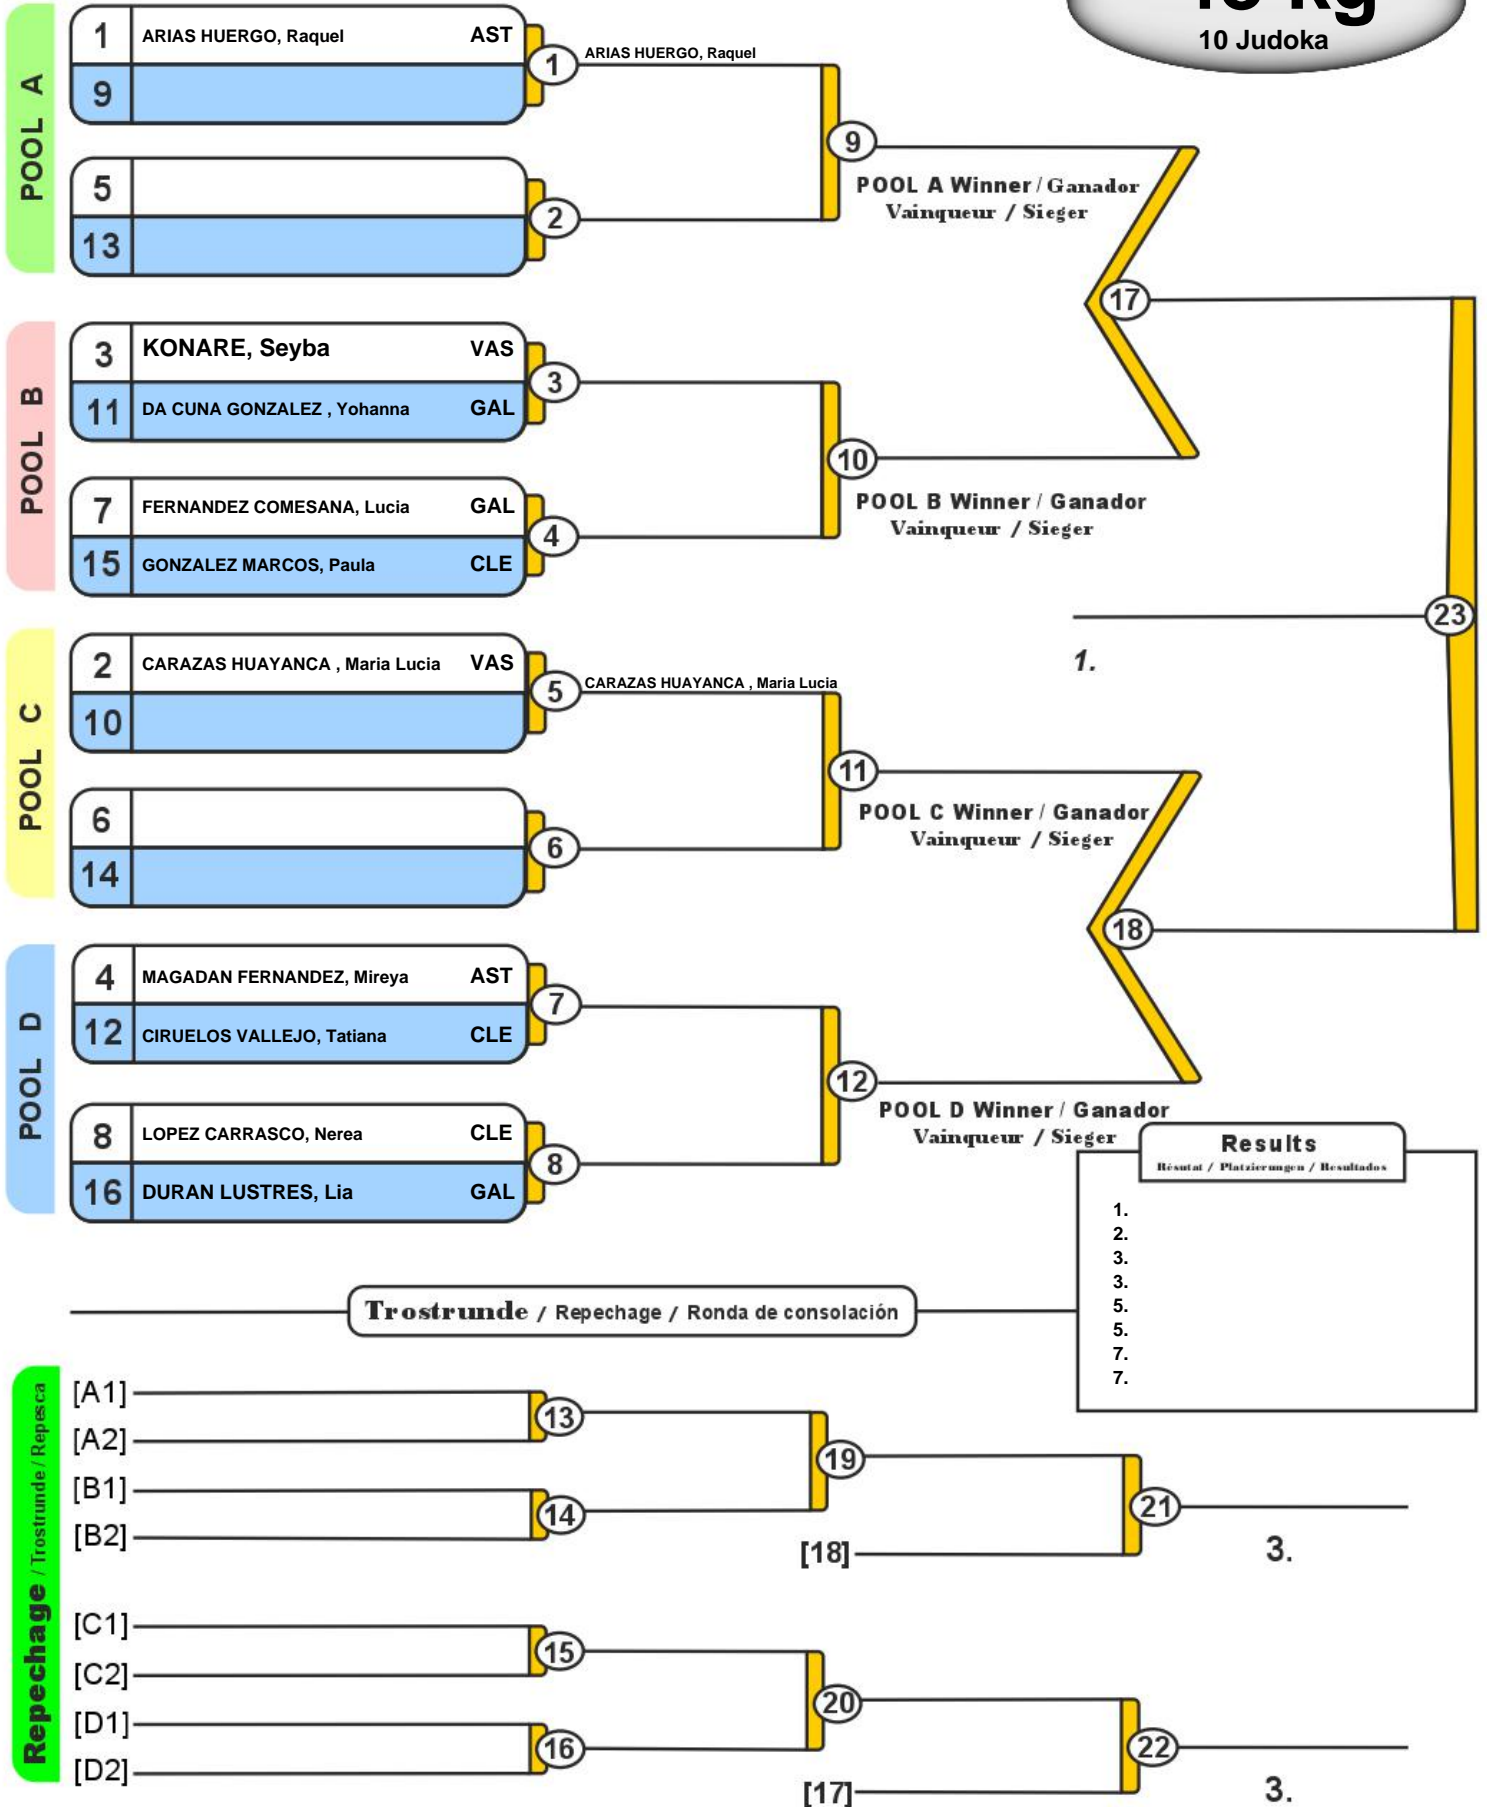 10 Judoka
POOL A
1 ARIAS HUERGO, Raquel AST
9
1
ARIAS HUERGO, Raquel
5
13
2
9
POOL A Winner / Ganador
Vainqueur / Sieger
17
POOL B
3 KONARE, Seyba VAS
11 DA CUNA GONZALEZ , Yohanna GAL
3
7 FERNANDEZ COMESANA, Lucia GAL
15 GONZALEZ MARCOS, Paula CLE
4
10
POOL B Winner / Ganador
Vainqueur / Sieger
23
1.
POOL C
2 CARAZAS HUAYANCA , Maria Lucia VAS
10
5
CARAZAS HUAYANCA , Maria Lucia
6
14
6
11
POOL C Winner / Ganador
Vainqueur / Sieger
18
POOL D
4 MAGADAN FERNANDEZ, Mireya AST
12 CIRUELOS VALLEJO, Tatiana CLE
7
8 LOPEZ CARRASCO, Nerea CLE
16 DURAN LUSTRES, Lia GAL
8
12
POOL D Winner / Ganador
Vainqueur / Sieger
Results
Résutat / Platzierungen / Resultados
1.
2.
3.
3.
5.
5.
7.
7.
Trostrunde / Repechage / Ronda de consolación
Repechage / Trostrunde / Repesca
[A1]
[A2]
13
[B1]
[B2]
14
19
[18]
21
3.
[C1]
[C2]
15
[D1]
[D2]
16
20
[17]
22
3.